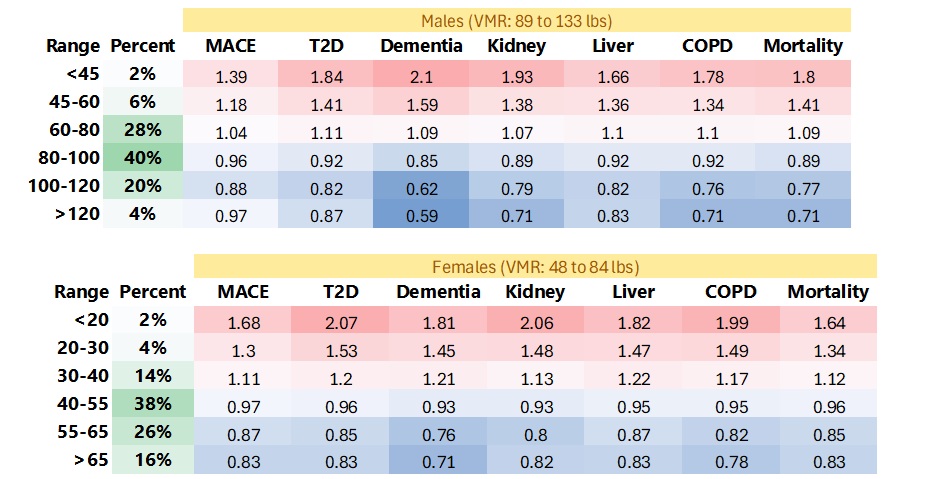 Males (VMR: 89 to 133 lbs)
Range Percent MACE T2D Dementia Kidney Liver COPD Mortality
<45 2% 1.39 1.84 2.1 1.93 1.66 1.78 1.8
45-60 6% 1.18 1.41 1.59 1.38 1.36 1.34 1.41
60-80 28% 1.04 1.11 1.09 1.07 1.1 1.1 1.09
80-100 40% 0.96 0.92 0.85 0.89 0.92 0.92 0.89
100-120 20% 0.88 0.82 0.62 0.79 0.82 0.76 0.77
>120 4% 0.97 0.87 0.59 0.71 0.83 0.71 0.71
Females (VMR: 48 to 84 lbs)
Range Percent MACE T2D Dementia Kidney Liver COPD Mortality
<20 2% 1.68 2.07 1.81 2.06 1.82 1.99 1.64
20-30 4% 1.3 1.53 1.45 1.48 1.47 1.49 1.34
30-40 14% 1.11 1.2 1.21 1.13 1.22 1.17 1.12
40-55 38% 0.97 0.96 0.93 0.93 0.95 0.95 0.96
55-65 26% 0.87 0.85 0.76 0.8 0.87 0.82 0.85
>65 16% 0.83 0.83 0.71 0.82 0.83 0.78 0.83